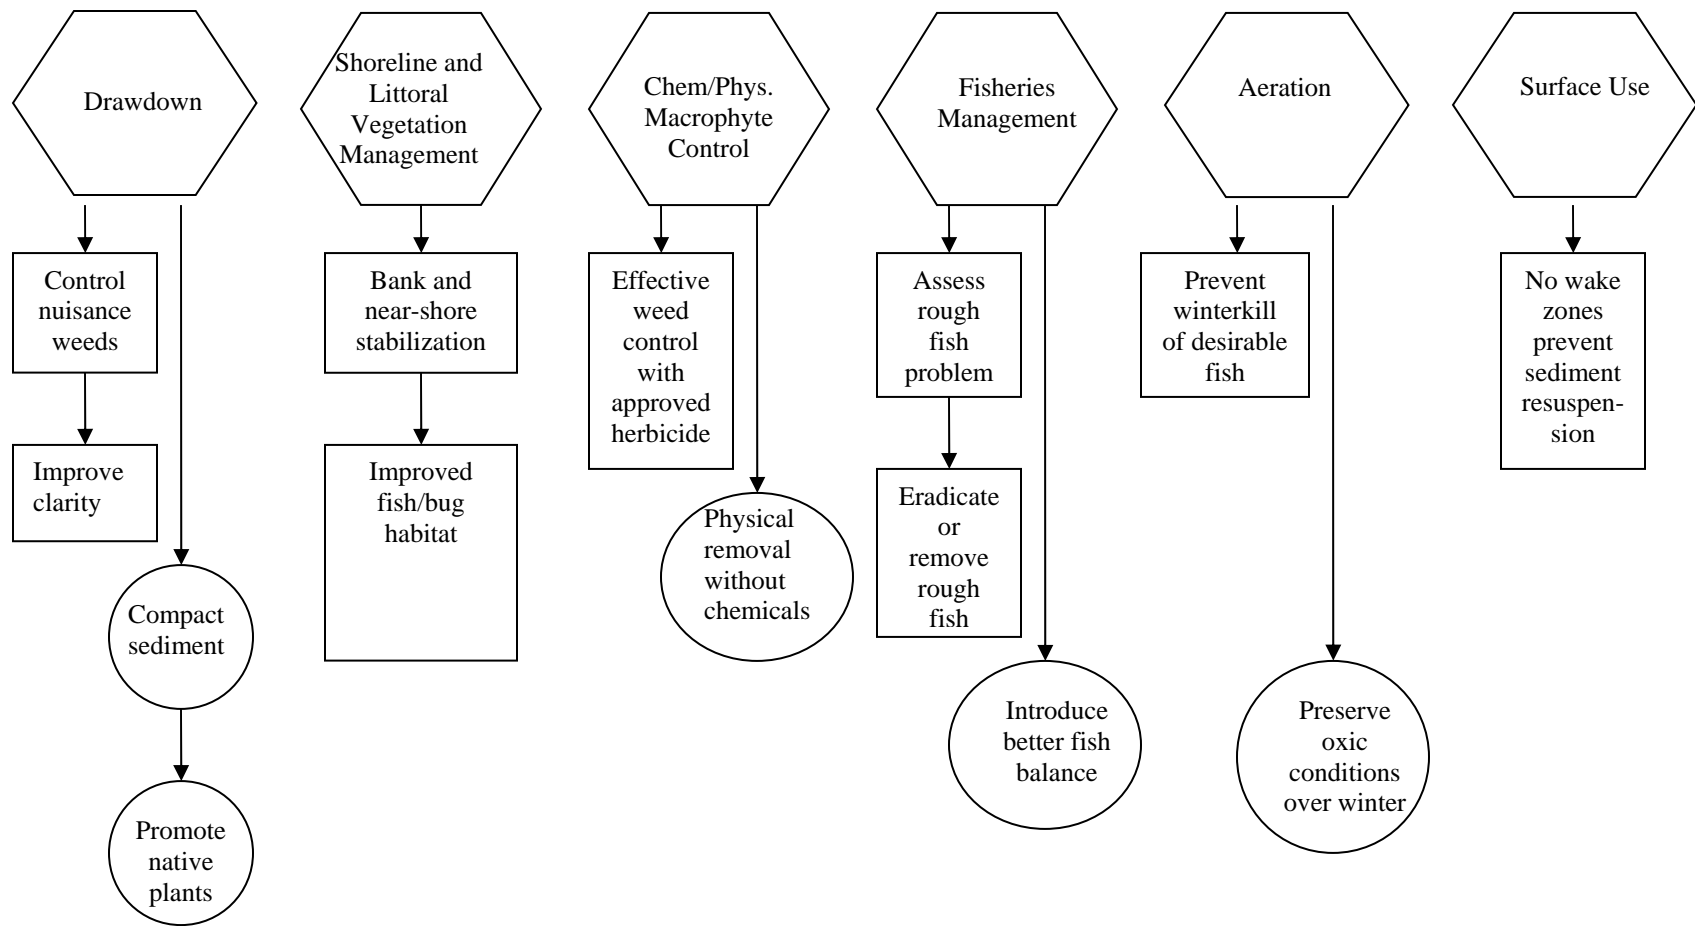 Drawdown
Shoreline and
Littoral
Vegetation
Management
Chem/Phys.
Macrophyte
Control
Fisheries
Management
Aeration
Surface Use
Control
nuisance
weeds
Bank and
near-shore
stabilization
Effective
weed
control
with
approved
herbicide
Assess
rough
fish
problem
Prevent
winterkill
of desirable
fish
No wake
zones
prevent
sediment
resuspen-
sion
Improve
clarity
Improved
fish/bug
habitat
Physical
removal
without
chemicals
Eradicate
or
remove
rough
fish
Compact
sediment
Introduce
better fish
balance
Preserve
oxic
conditions
over winter
Promote
native
plants